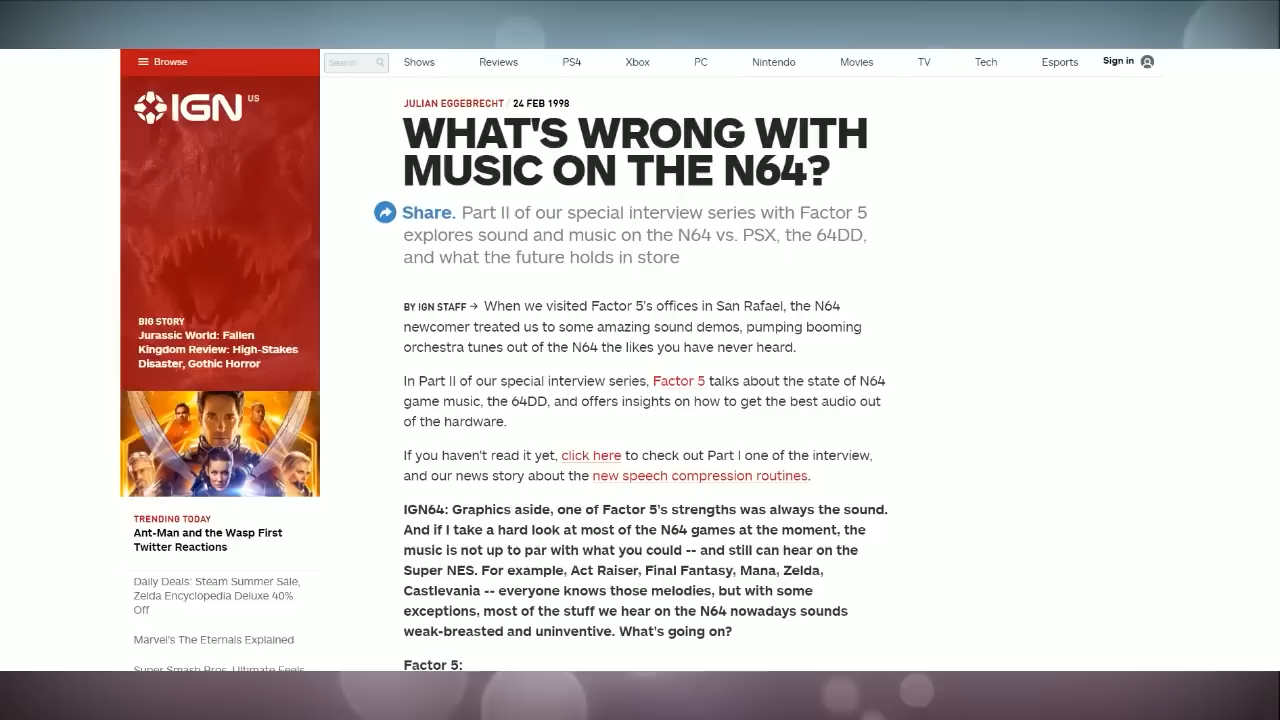 Browse
Search
Shows
Reviews
PS4
Xbox
PC
Nintendo
Movies
TV
Tech
Esports
Sign in
IGN US
BIG STORY
Jurassic World: Fallen
Kingdom Review: High-Stakes
Disaster, Gothic Horror
TRENDING TODAY
Ant-Man and the Wasp First
Twitter Reactions
Daily Deals: Steam Summer Sale,
Zelda Encyclopedia Deluxe 40%
Off
Marvel's The Eternals Explained
Super Smash Bros. Ultimate Feels
JULIAN EGGEBRECHT / 24 FEB 1998
WHAT'S WRONG WITH
MUSIC ON THE N64?
Share. Part II of our special interview series with Factor 5
explores sound and music on the N64 vs. PSX, the 64DD,
and what the future holds in store
BY IGN STAFF → When we visited Factor 5's offices in San Rafael, the N64
newcomer treated us to some amazing sound demos, pumping booming
orchestra tunes out of the N64 the likes you have never heard.
In Part II of our special interview series, Factor 5 talks about the state of N64
game music, the 64DD, and offers insights on how to get the best audio out
of the hardware.
If you haven't read it yet, click here to check out Part I one of the interview,
and our news story about the new speech compression routines.
IGN64: Graphics aside, one of Factor 5's strengths was always the sound.
And if I take a hard look at most of the N64 games at the moment, the
music is not up to par with what you could -- and still can hear on the
Super NES. For example, Act Raiser, Final Fantasy, Mana, Zelda,
Castlevania -- everyone knows those melodies, but with some
exceptions, most of the stuff we hear on the N64 nowadays sounds
weak-breasted and uninventive. What's going on?
Factor 5: